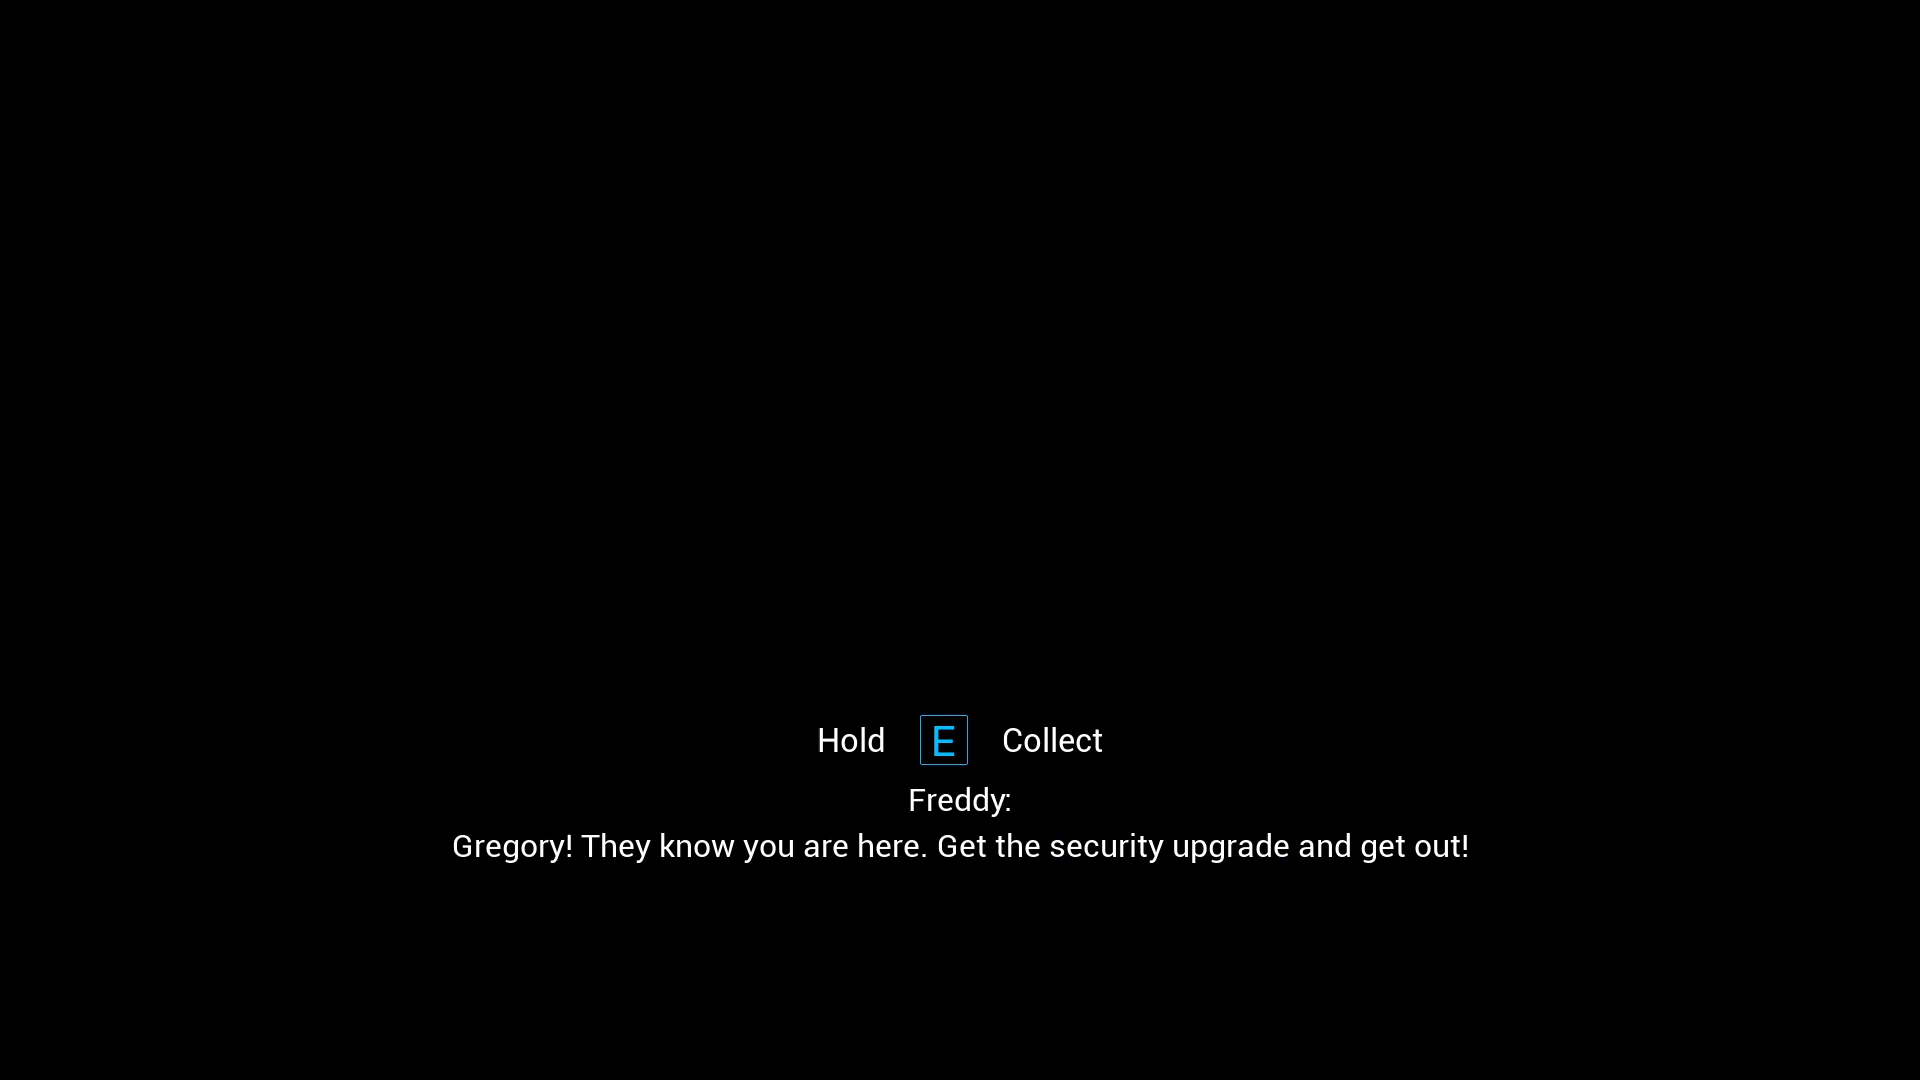 Hold E Collect
Freddy:
Gregory! They know you are here. Get the security upgrade and get out!